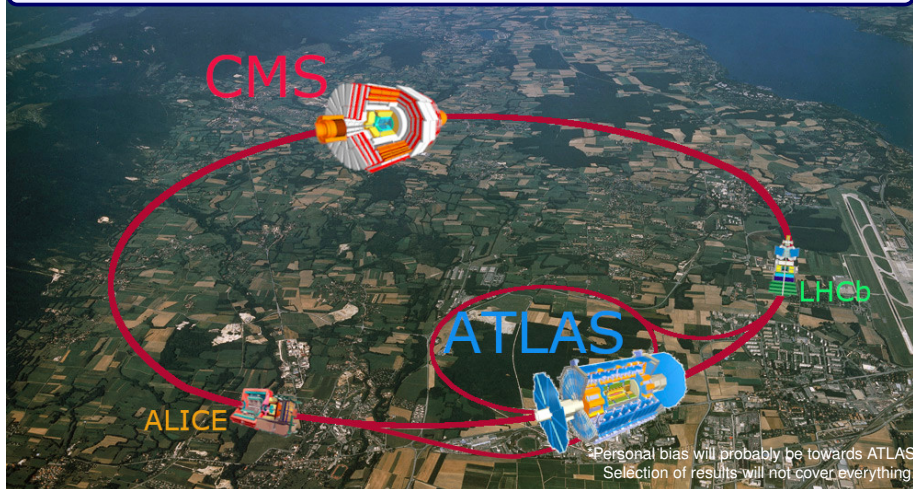 CMS
LHCb
ATLAS
ALICE
*Personal bias will probably be towards ATLAS
Selection of results will not cover everything